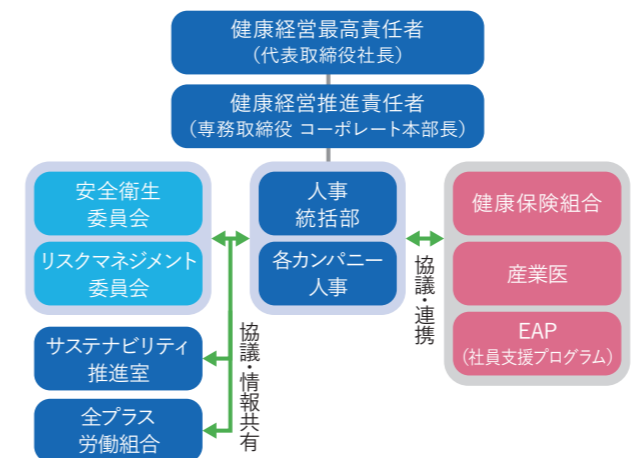 健康経営最高責任者
（代表取締役社長）
健康経営推進責任者
（専務取締役 コーポレート本部長）
安全衛生
委員会
リスクマネジメント
委員会
人事
統括部
各カンパニー
人事
健康保険組合
産業医
EAP
（社員支援プログラム）
協議・連携
サステナビリティ
推進室
全プラス
労働組合
協議・情報共有